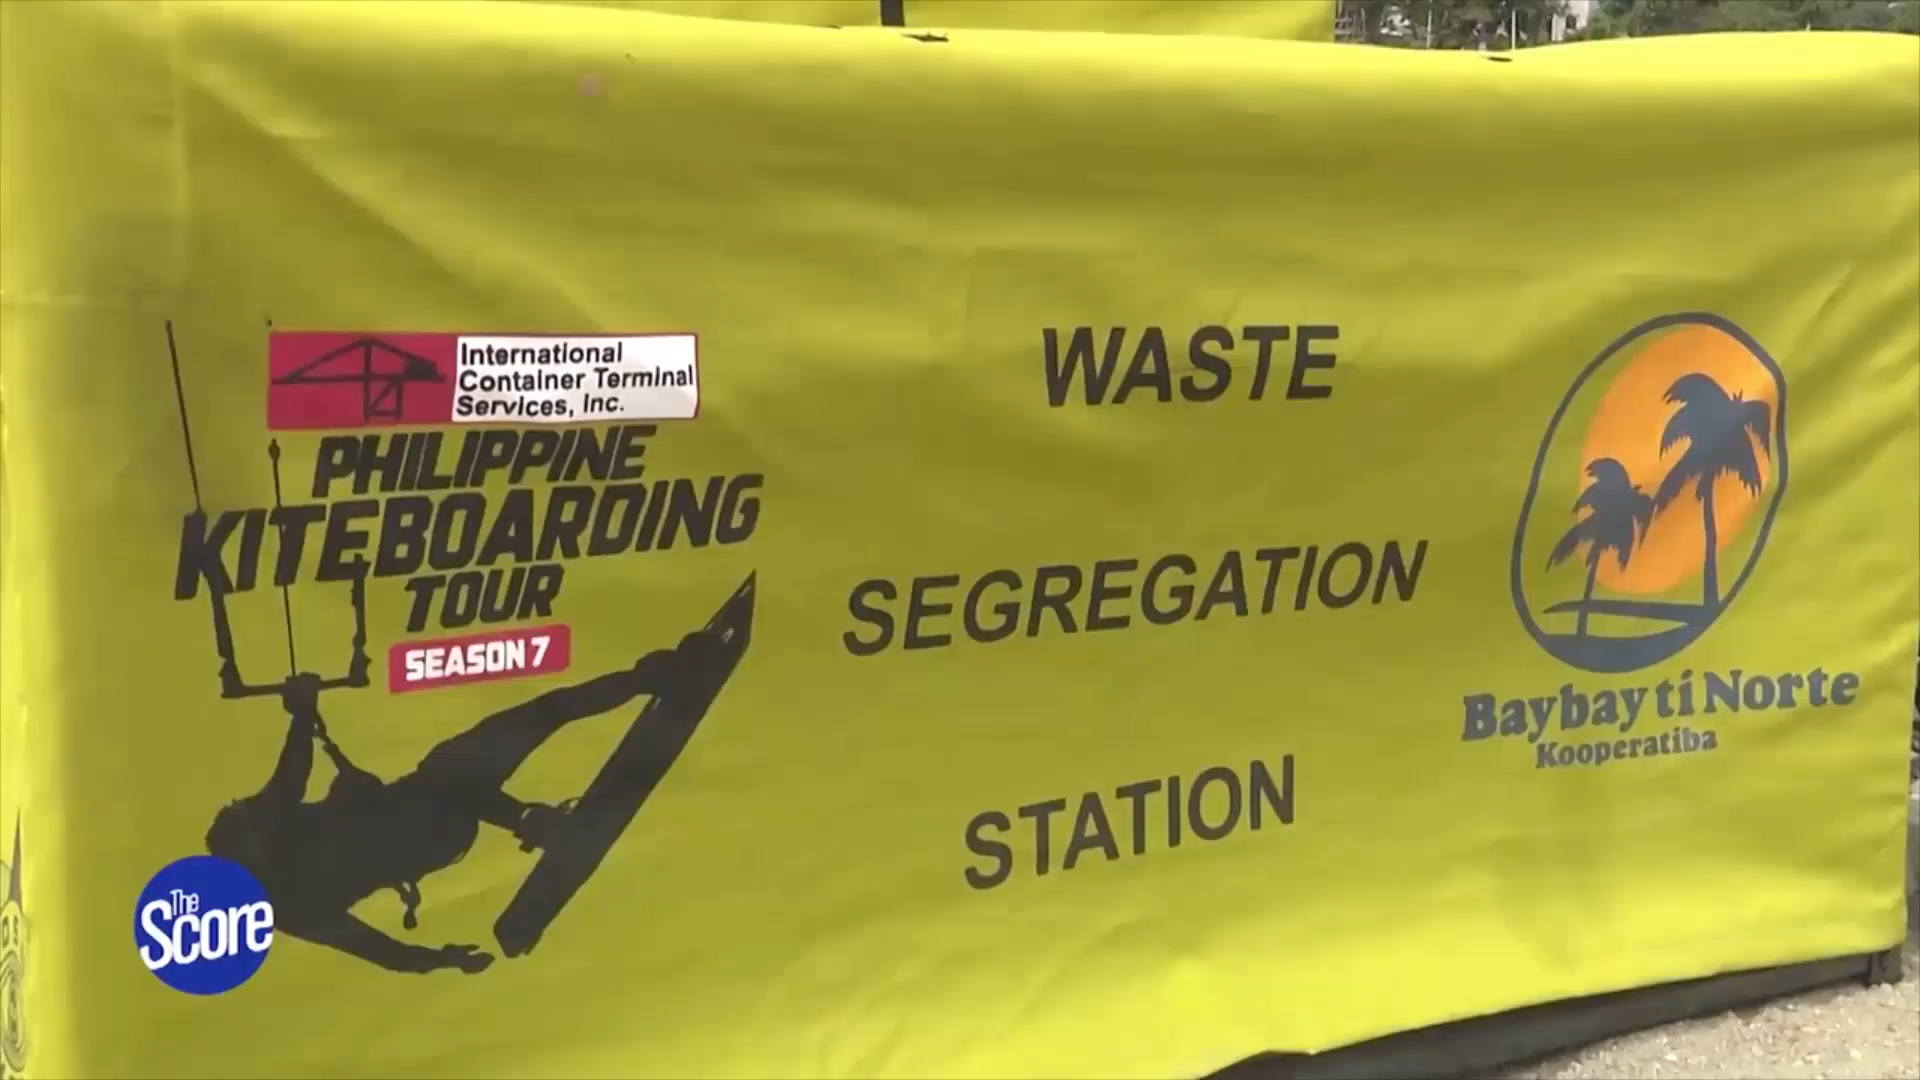 International
Container Terminal
Services, Inc.
PHILIPPINE
KITEBOARDING
TOUR
SEASON 7
WASTE
SEGREGATION
STATION
Baybay ti Norte
Kooperatiba
The
Score